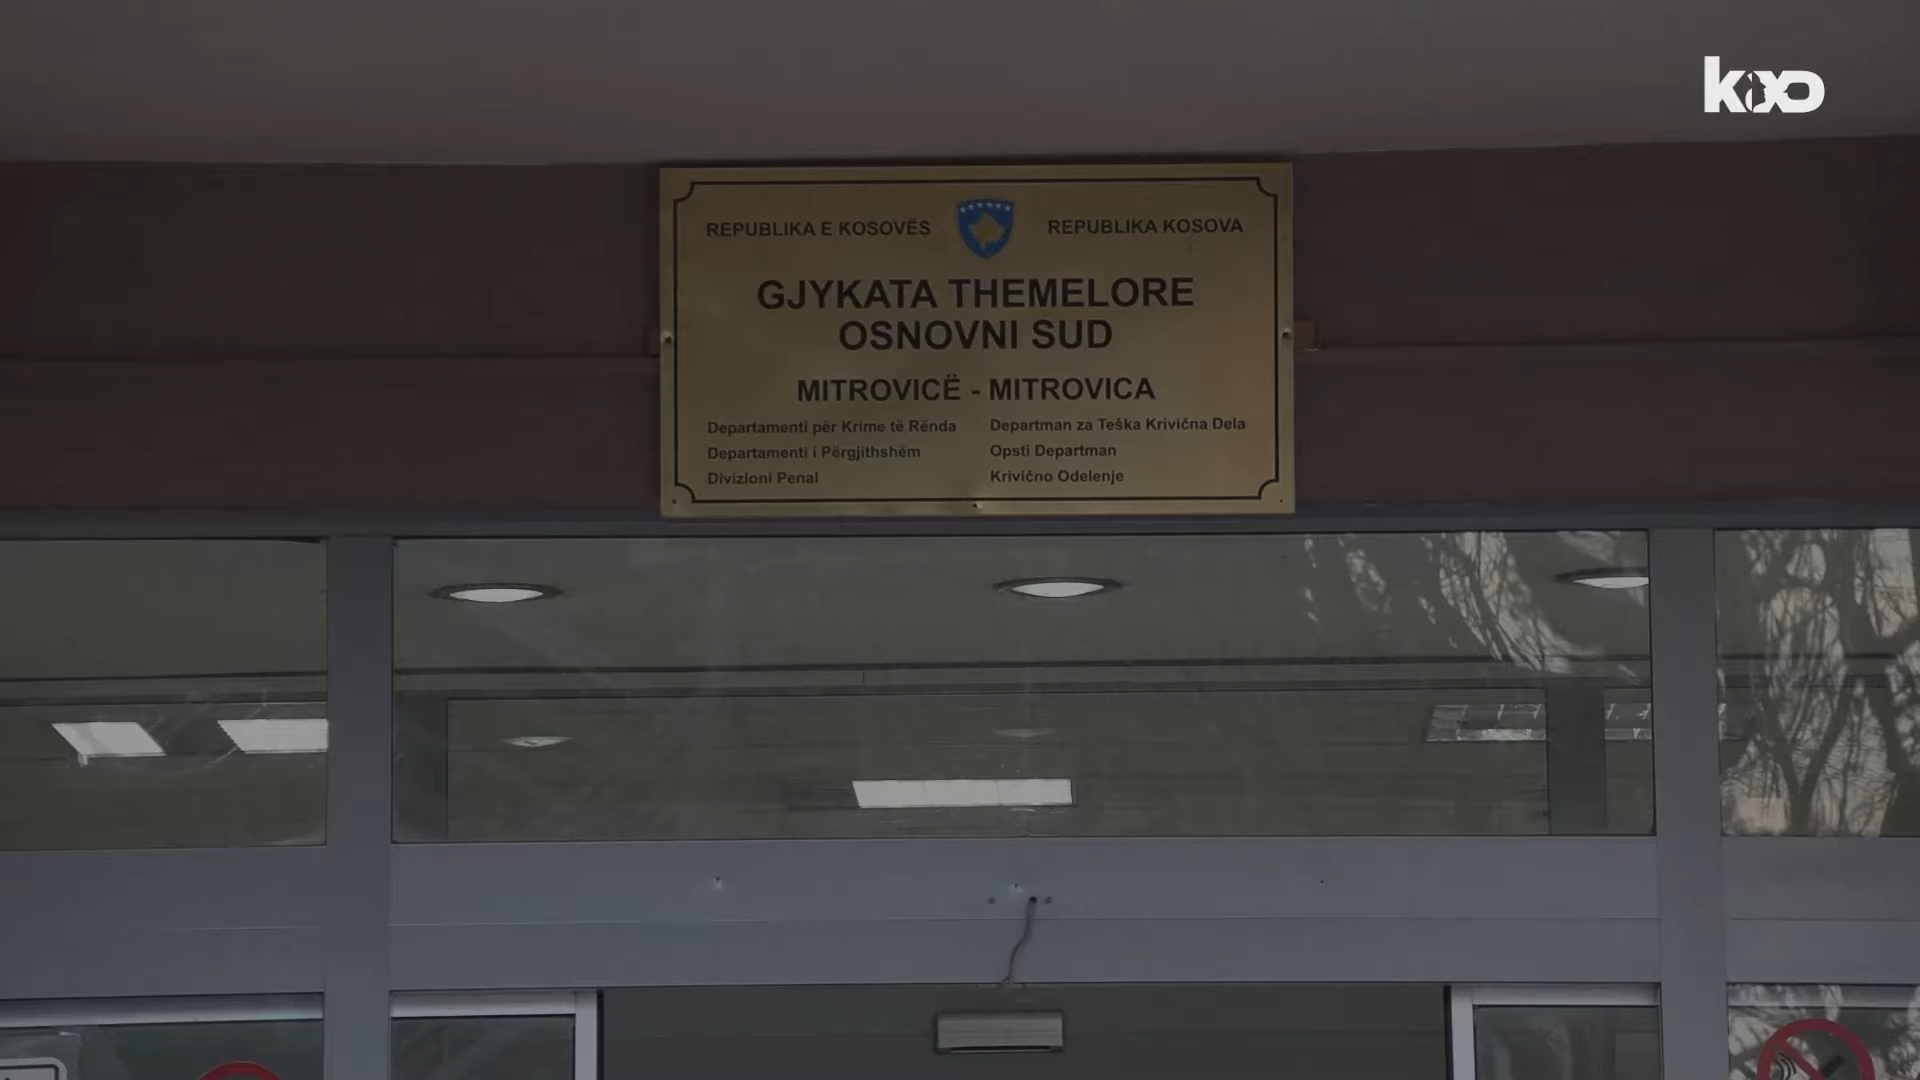 koxo
REPUBLIKA E KOSOVËS REPUBLIKA KOSOVA
GJYKATA THEMELORE
OSNOVNI SUD
MITROVICË - MITROVICA
Departamenti për Krime të Rënda Departman za Teška Krivična Dela
Departamenti i Përgjithshëm Opsti Departman
Divizioni Penal Krivično Odelenje